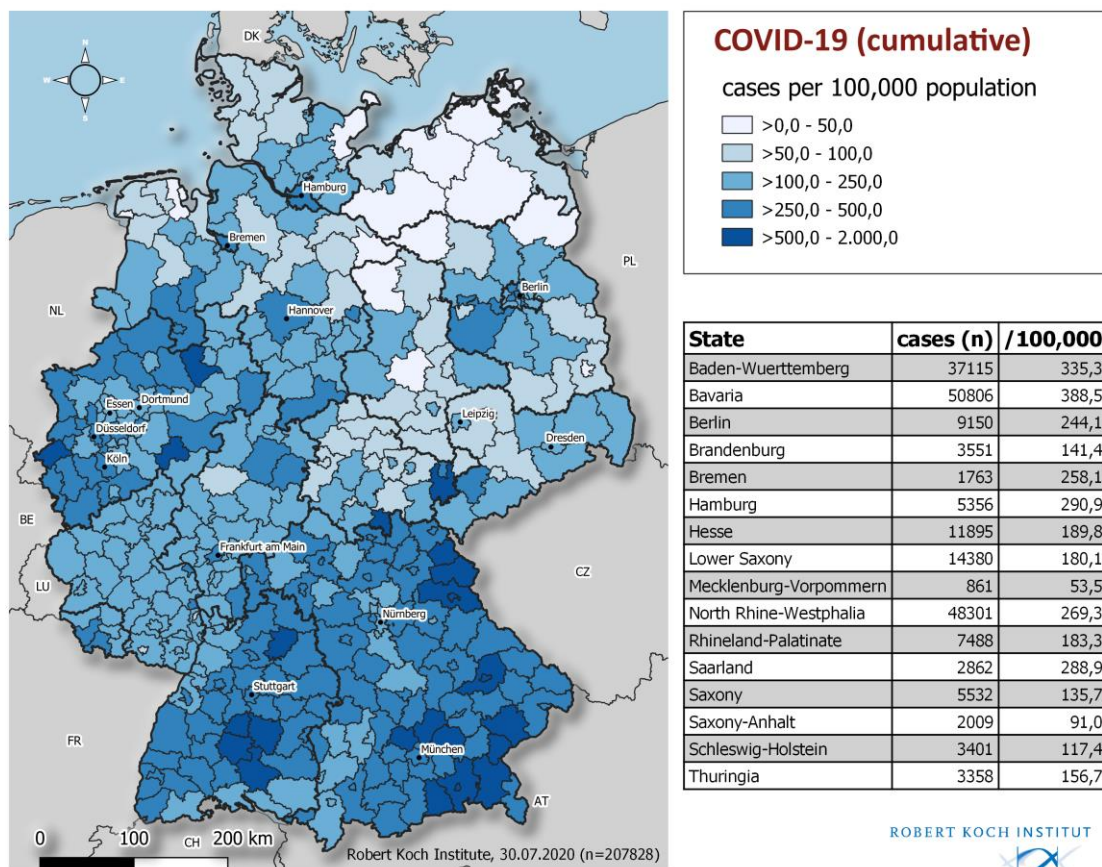 DK
N
W
E
S
Hamburg
Bremen
PL
Berlin
NL
Hannover
Essen
Dortmund
Düsseldorf
Köln
Leipzig
Dresden
BE
Frankfurt am Main
LU
CZ
Nürnberg
Stuttgart
FR
München
AT
CH
0 100 200 km
Robert Koch Institute, 30.07.2020 (n=207828)
COVID-19 (cumulative)
cases per 100,000 population
>0,0 - 50,0
>50,0 - 100,0
>100,0 - 250,0
>250,0 - 500,0
>500,0 - 2.000,0
State cases (n) /100,000
Baden-Wuerttemberg 37115 335,3
Bavaria 50806 388,5
Berlin 9150 244,1
Brandenburg 3551 141,4
Bremen 1763 258,1
Hamburg 5356 290,9
Hesse 11895 189,8
Lower Saxony 14380 180,1
Mecklenburg-Vorpommern 861 53,5
North Rhine-Westphalia 48301 269,3
Rhineland-Palatinate 7488 183,3
Saarland 2862 288,9
Saxony 5532 135,7
Saxony-Anhalt 2009 91,0
Schleswig-Holstein 3401 117,4
Thuringia 3358 156,7
ROBERT KOCH INSTITUT